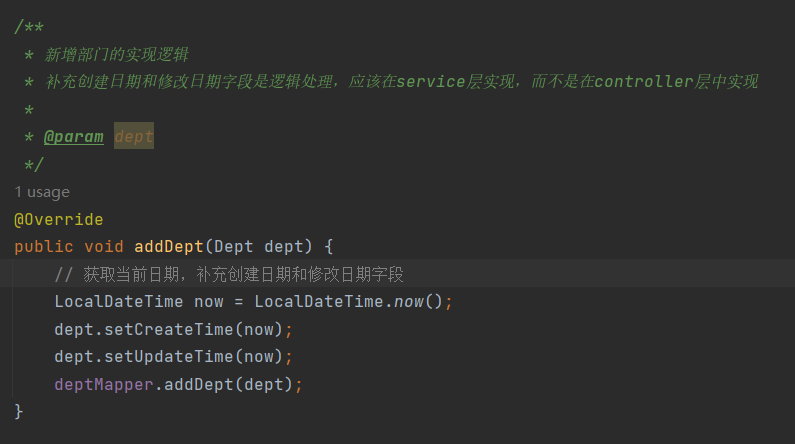 /**
 * 新增部门的实现逻辑
 * 补充创建日期和修改日期字段是逻辑处理，应该在service层实现，而不是在controller层中实现
 *
 * @param dept
 */
1 usage
@Override
public void addDept(Dept dept) {
    // 获取当前日期，补充创建日期和修改日期字段
    LocalDateTime now = LocalDateTime.now();
    dept.setCreateTime(now);
    dept.setUpdateTime(now);
    deptMapper.addDept(dept);
}